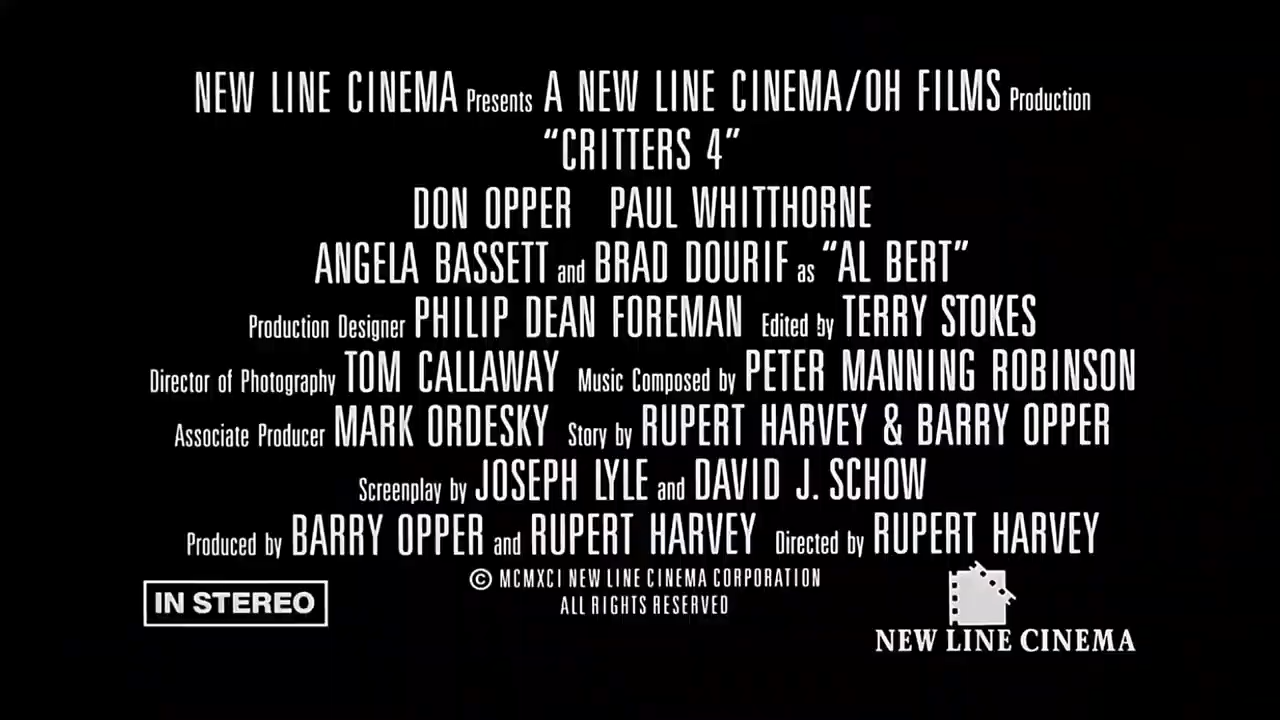 NEW LINE CINEMA Presents A NEW LINE CINEMA/OH FILMS Production
"CRITTERS 4"
DON OPPER PAUL WHITTHORNE
ANGELA BASSETT and BRAD DOURIF as "AL BERT"
Production Designer PHILIP DEAN FOREMAN Edited by TERRY STOKES
Director of Photography TOM CALLAWAY Music Composed by PETER MANNING ROBINSON
Associate Producer MARK ORDESKY Story by RUPERT HARVEY & BARRY OPPER
Screenplay by JOSEPH LYLE and DAVID J. SCHOW
Produced by BARRY OPPER and RUPERT HARVEY Directed by RUPERT HARVEY
© MCMXCI NEW LINE CINEMA CORPORATION
ALL RIGHTS RESERVED
IN STEREO
NEW LINE CINEMA